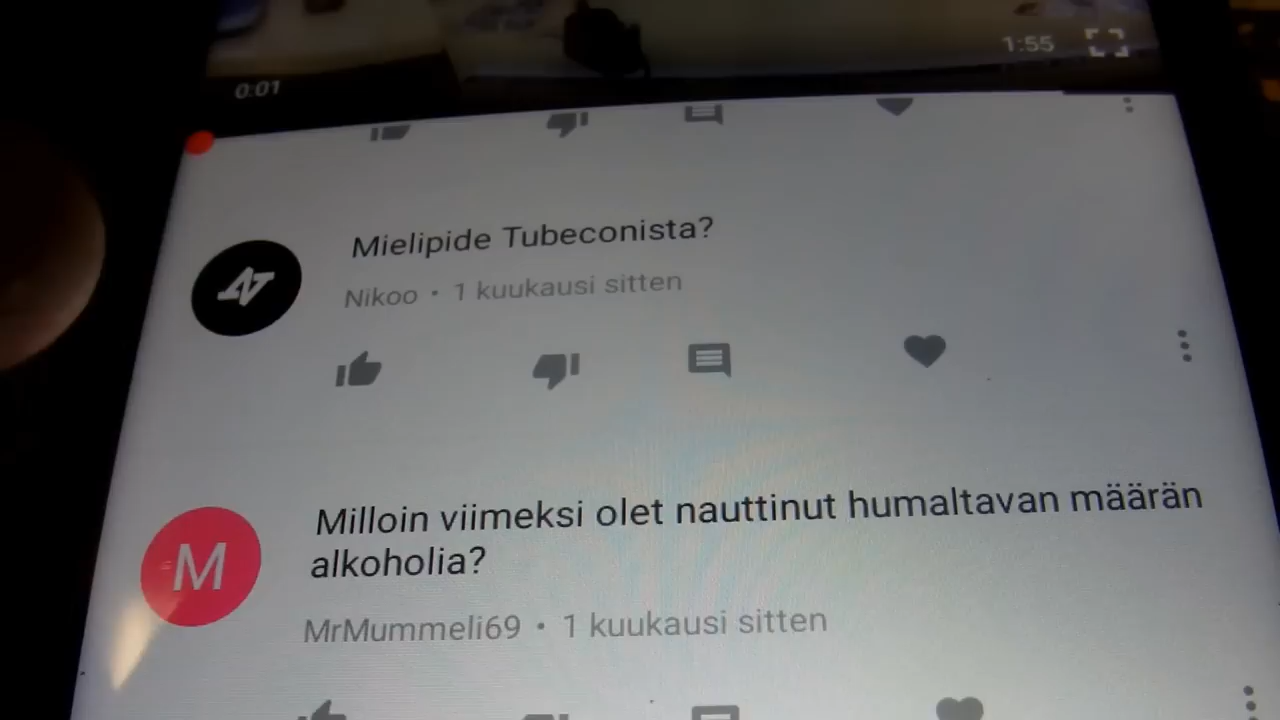 1:55
0:01
Mielipide Tubeconista?
Nikoo • 1 kuukausi sitten
M
Milloin viimeksi olet nauttinut humaltavan määrän
alkoholia?
MrMummeli69 • 1 kuukausi sitten